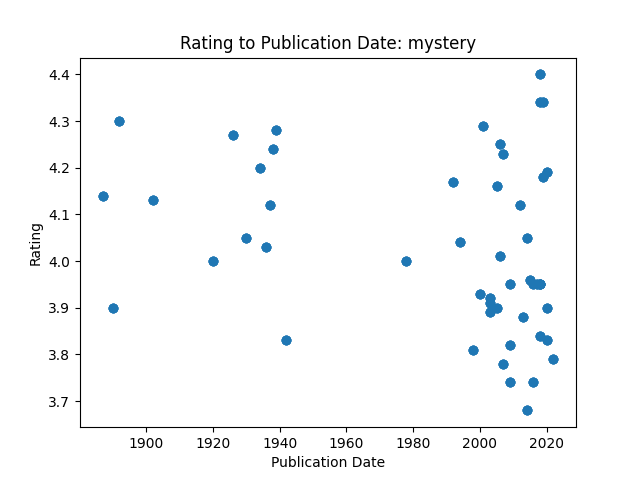 Rating to Publication Date: mystery
4.4
4.3
4.2
4.1
4.0
3.9
3.8
3.7
Rating
1900 1920 1940 1960 1980 2000 2020
Publication Date